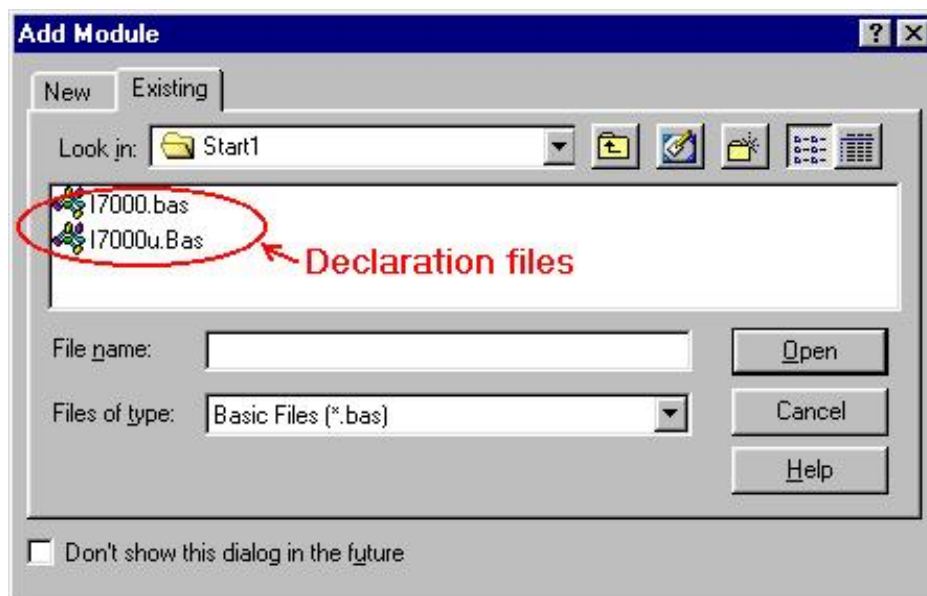 Add Module
New Existing
Look in: Start1
I7000.bas
I7000u.Bas
Declaration files
File name: Open
Files of type: Basic Files (*.bas) Cancel
Help
Don't show this dialog in the future